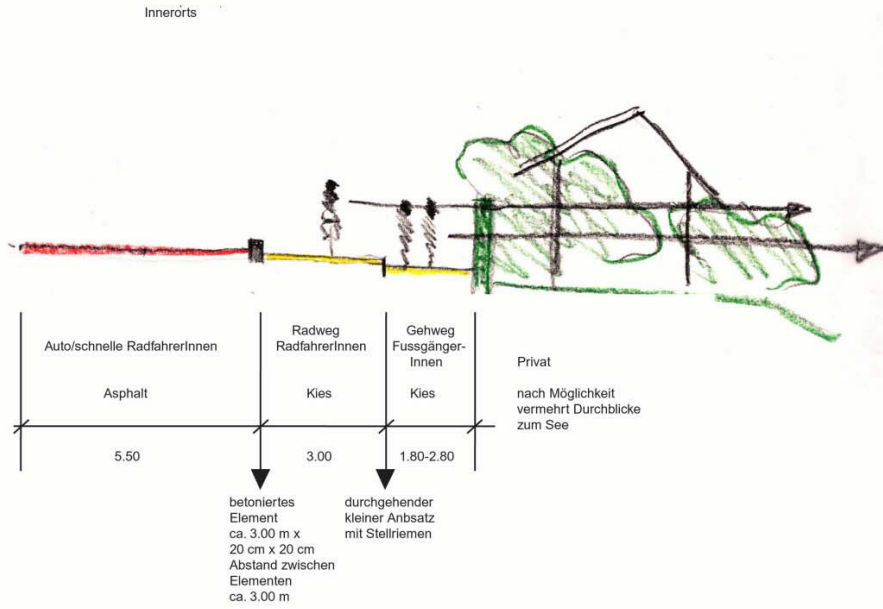 Innerorts
Auto/schnelle RadfahrerInnen
Asphalt
5.50
Radweg
RadfahrerInnen
Kies
3.00
Gehweg
Fussgänger-
Innen
Kies
1.80-2.80
Privat
nach Möglichkeit
vermehrt Durchblicke
zum See
betoniertes
Element
ca. 3.00 m x
20 cm x 20 cm
Abstand zwischen
Elementen
ca. 3.00 m
durchgehender
kleiner Anbsatz
mit Stellriemen